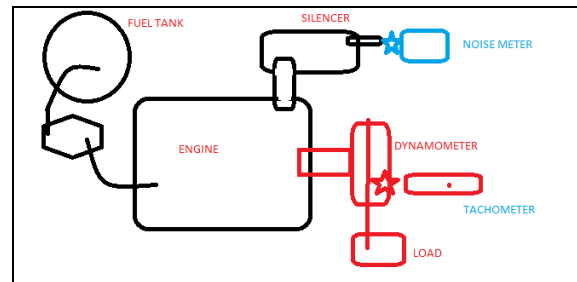 SILENCER
FUEL TANK
NOISE METER
ENGINE
DYNAMOMETER
TACHOMETER
LOAD